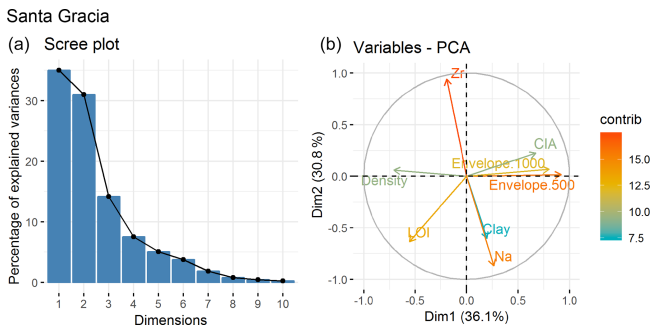 Santa Gracia
(a) Scree plot
Percentage of explained variances
30
20
10
0
1 2 3 4 5 6 7 8 9 10
Dimensions
(b) Variables - PCA
Dim2 (30.8 %)
1.0
0.5
0.0
-0.5
-1.0
Zr
CIA
Envelope.1000
Density
Envelope.500
LOI
Clay
Na
-1.0 -0.5 0.0 0.5 1.0
Dim1 (36.1%)
contrib
15.0
10.0
7.5